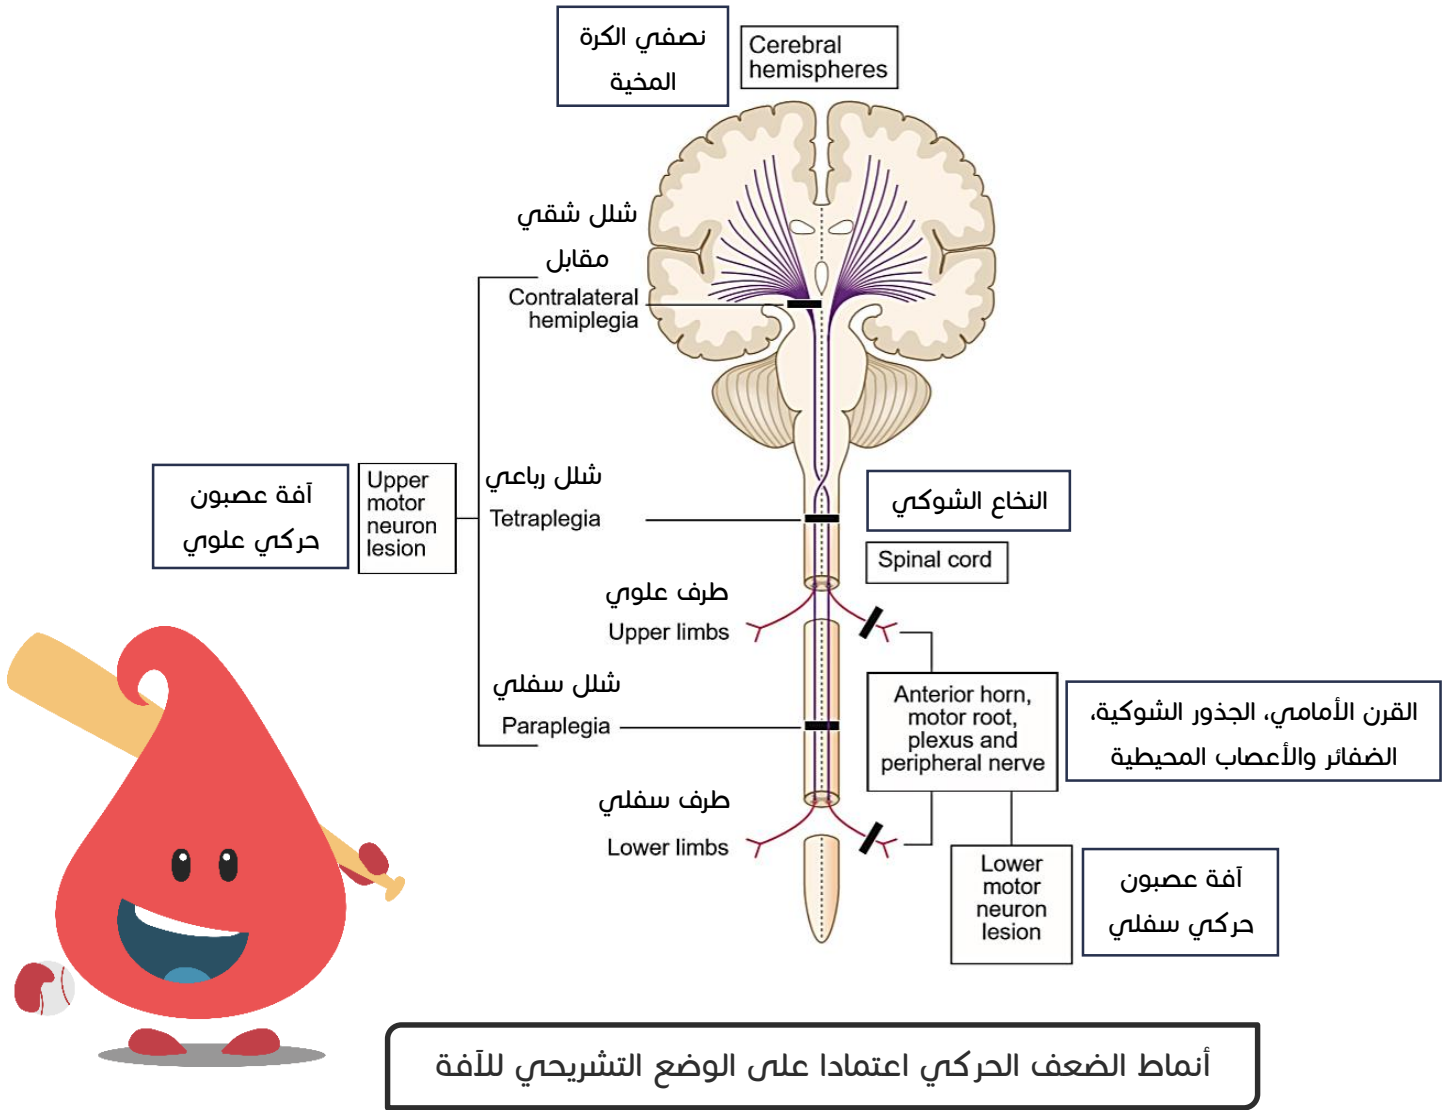 نصفي الكرة
المخية
Cerebral
hemispheres
شلل شقي
مقابل
Contralateral
hemiplegia
آفة عصبون
حركي علوي
Upper
motor
neuron
lesion
شلل رباعي
Tetraplegia
النخاع الشوكي
Spinal cord
طرف علوي
Upper limbs
شلل سفلي
Paraplegia
Anterior horn,
motor root,
plexus and
peripheral nerve
القرن الأمامي، الجذور الشوكية،
الضفائر والأعصاب المحيطية
طرف سفلي
Lower limbs
Lower
motor
neuron
lesion
آفة عصبون
حركي سفلي
أنماط الضعف الحركي اعتمادا على الوضع التشريحي للآفة